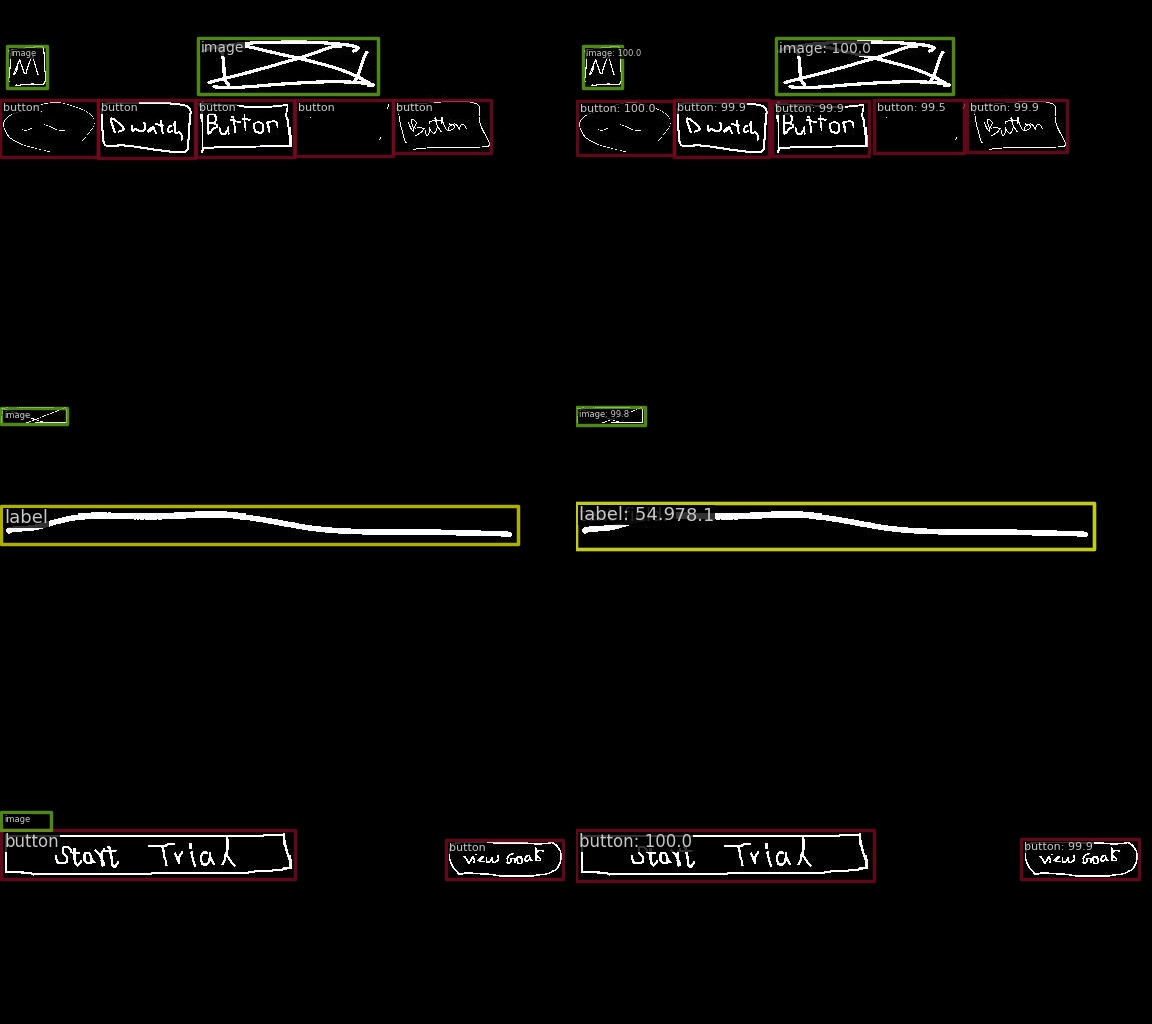 image image image: 100.0 image: 100.0
button button button button button button: 100.0 button: 99.9 button: 99.9 button: 99.5 button: 99.9
D watch Button Button D watch Button Button
image image: 99.8
label label: 54.978.1
image
button button button: 100.0 button: 99.9
Start Trial view Start Trial view